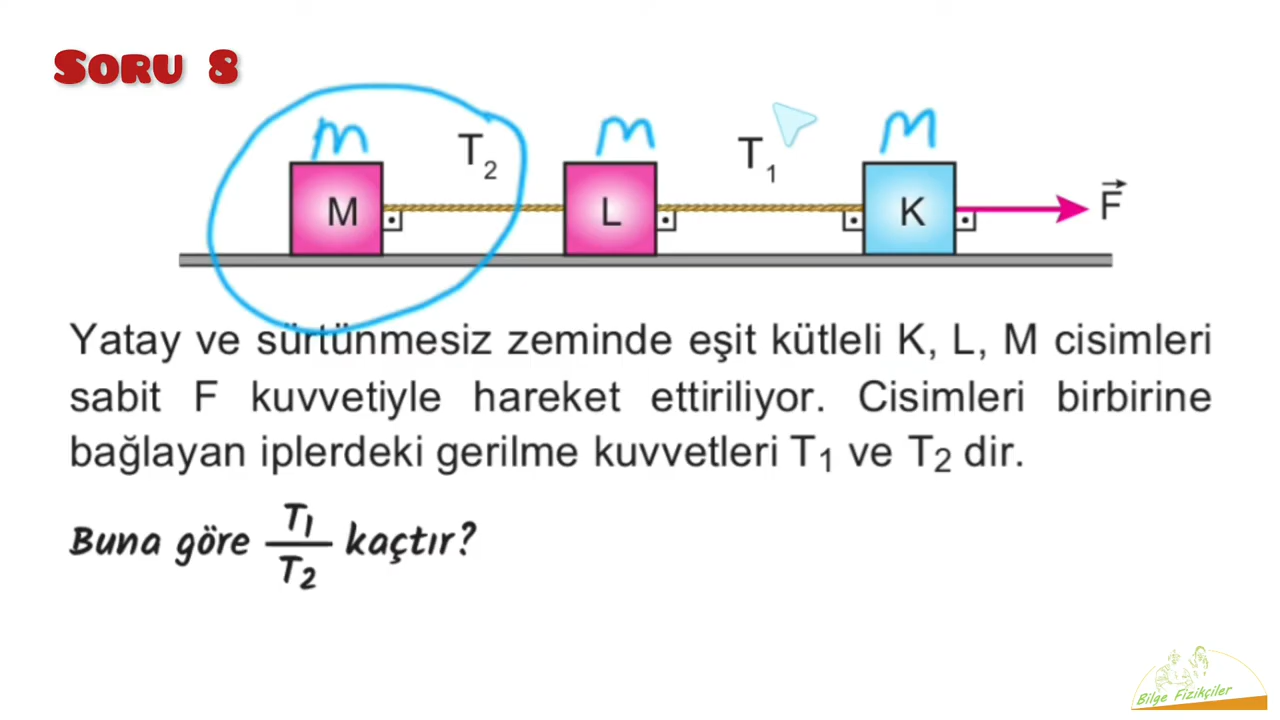 SORU 8
m m m
T2 T1
M L K F
Yatay ve sürtünmesiz zeminde eşit kütleli K, L, M cisimleri
sabit F kuvvetiyle hareket ettiriliyor. Cisimleri birbirine
bağlayan iplerdeki gerilme kuvvetleri T1 ve T2 dir.
Buna göre T1/T2 kaçtır?
Bilge Fizikçiler